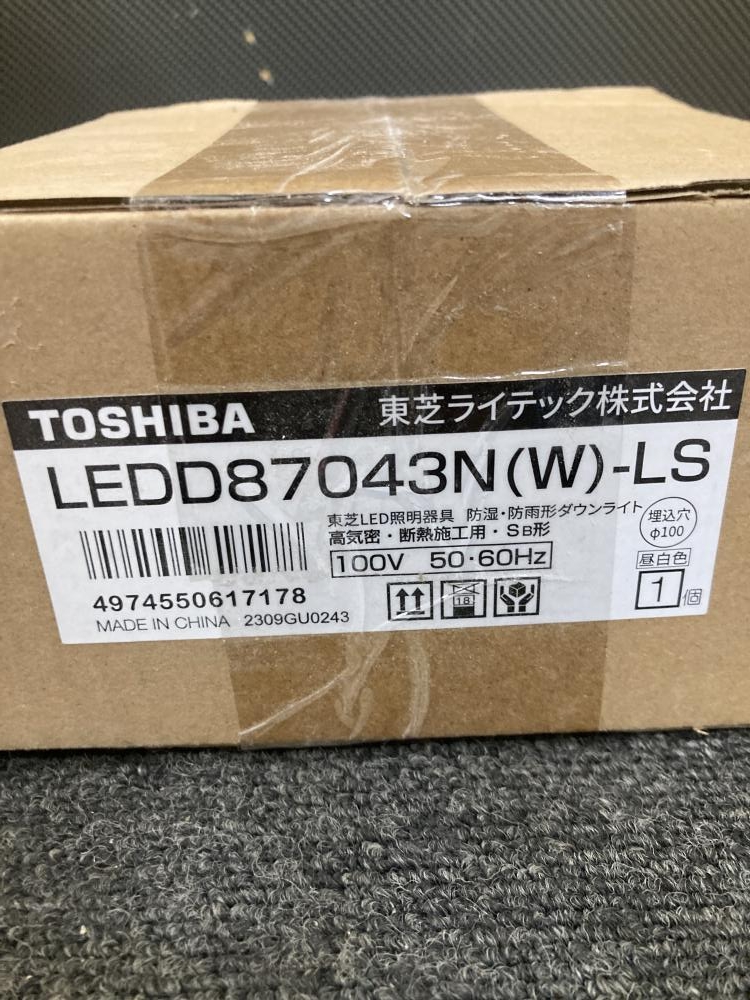 TOSHIBA 東芝ライテック株式会社
LEDD87043N(W)-LS
東芝LED照明器具 防湿・防雨形ダウンライト
高気密・断熱施工用・SB形
埋込穴
φ100
100V 50・60Hz
昼白色
1個
4974550617178
MADE IN CHINA 2309GU0243
18